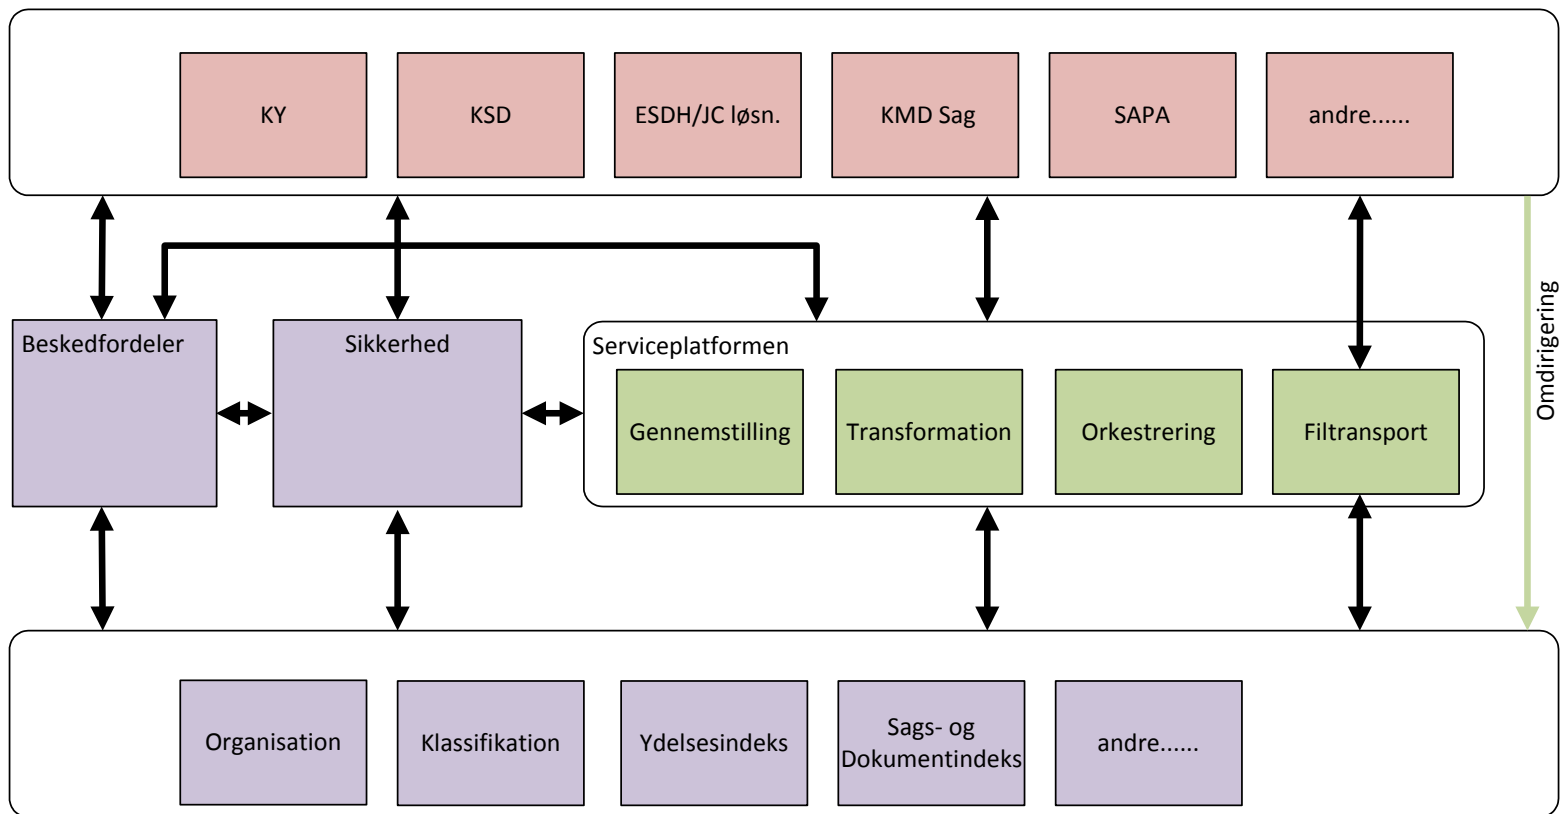 KY
KSD
ESDH/JC løsn.
KMD Sag
SAPA
andre......
Beskedfordeler
Sikkerhed
Serviceplatformen
Gennemstilling
Transformation
Orkestrering
Filtransport
Omdirigering
Organisation
Klassifikation
Ydelsesindeks
Sags- og
Dokumentindeks
andre......